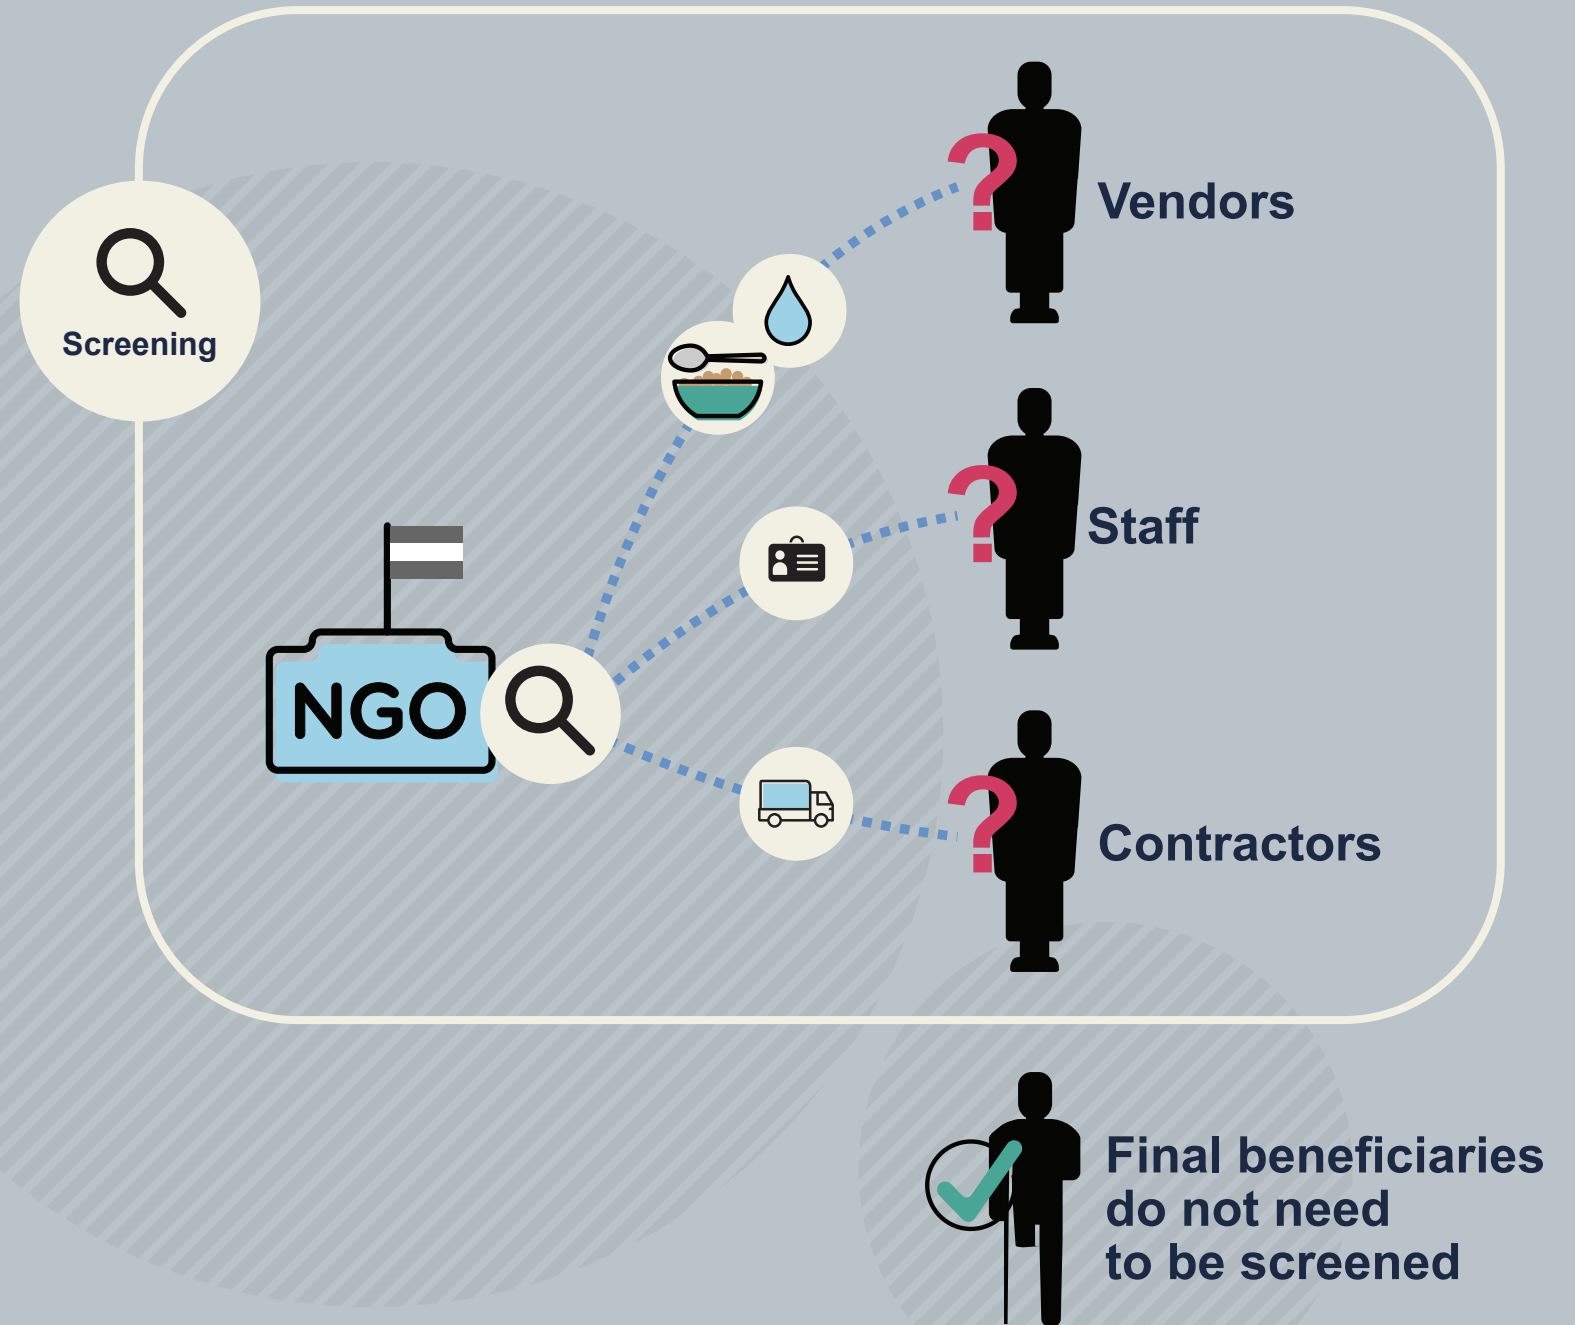 Vendors
Screening
Staff
NGO
Contractors
Final beneficiaries
do not need
to be screened